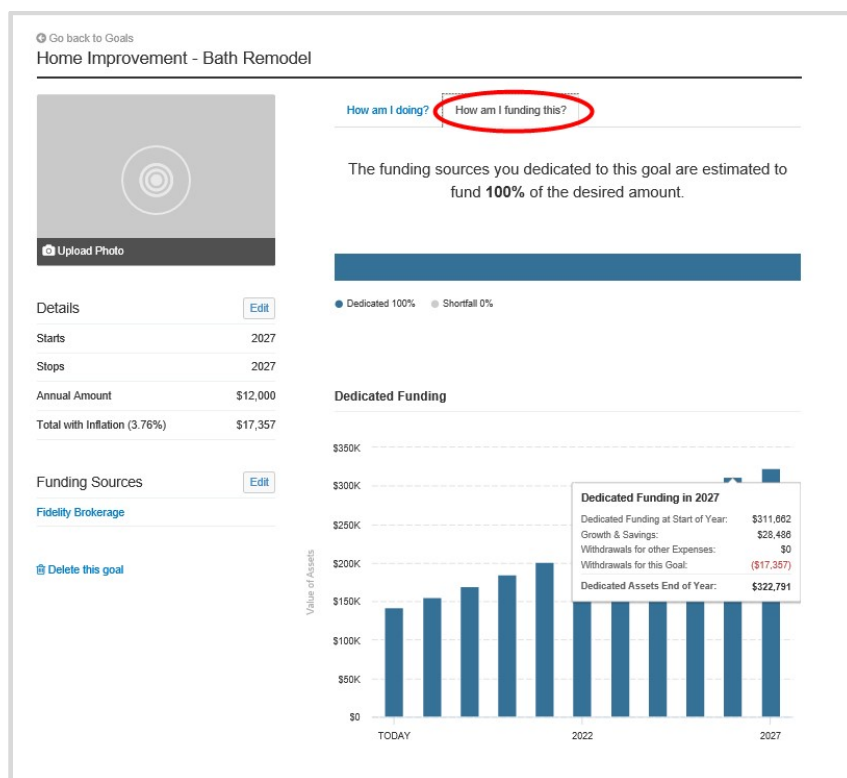 Go back to Goals
Home Improvement - Bath Remodel
How am I doing?
How am I funding this?
The funding sources you dedicated to this goal are estimated to
fund 100% of the desired amount.
Upload Photo
Dedicated 100%
Shortfall 0%
Details
Edit
Starts 2027
Stops 2027
Annual Amount $12,000
Total with Inflation (3.76%) $17,357
Funding Sources
Edit
Fidelity Brokerage
Delete this goal
Dedicated Funding
Value of Assets
$350K
$300K
$250K
$200K
$150K
$100K
$50K
$0
TODAY
2022
2027
Dedicated Funding in 2027
Dedicated Funding at Start of Year: $311,662
Growth & Savings: $28,486
Withdrawals for other Expenses: $0
Withdrawals for this Goal: ($17,357)
Dedicated Assets End of Year: $322,791